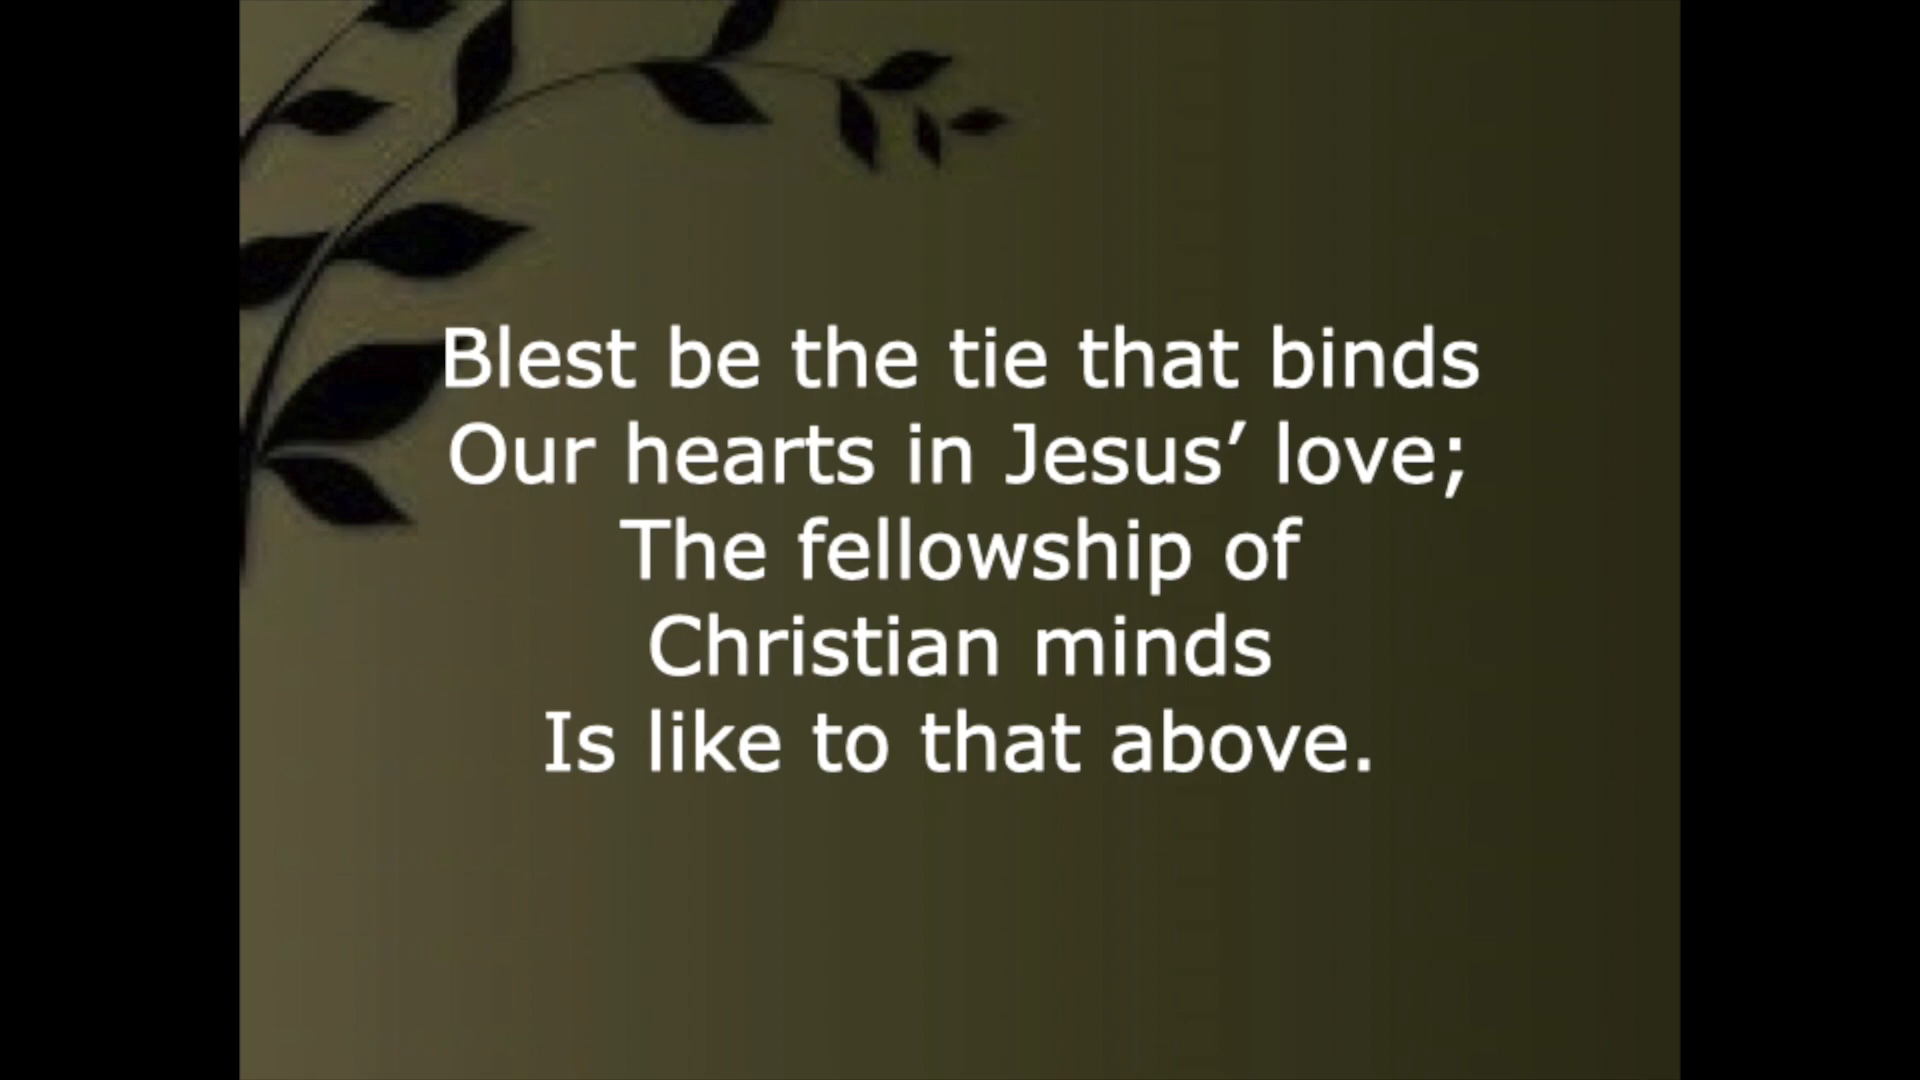 Blest be the tie that binds
Our hearts in Jesus’ love;
The fellowship of
Christian minds
Is like to that above.